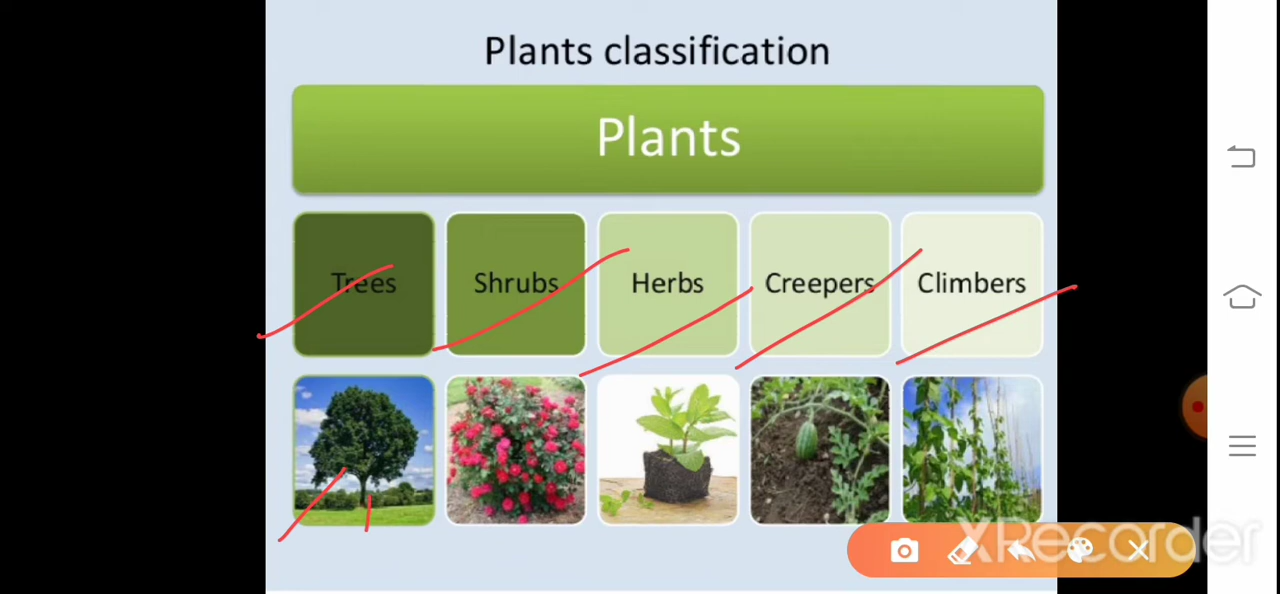 Plants classification
Plants
Trees Shrubs Herbs Creepers Climbers
XRecorder